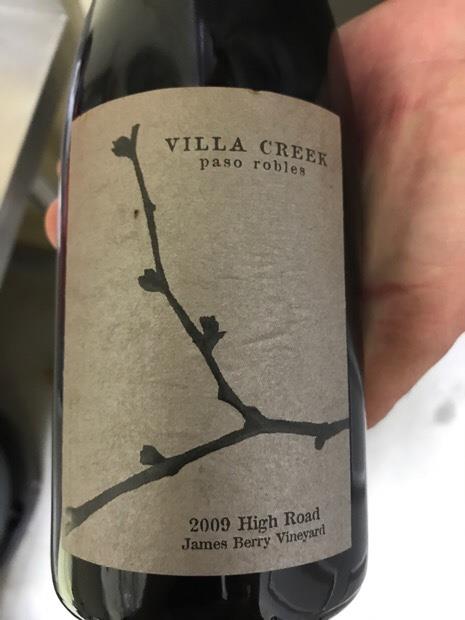 VILLA CREEK
paso robles
2009 High Road
James Berry Vineyard